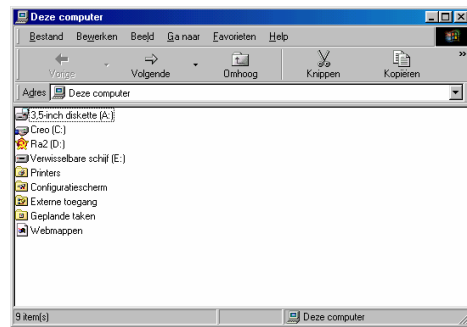 Deze computer
Bestand Bewerken Beeld Ga naar Favorieten Help
Vorige Volgende Omhoog Knippen Kopiëren »
Adres Deze computer
3,5-inch diskette (A:)
Creo (C:)
Ra2 (D:)
Verwisselbare schijf (E:)
Printers
Configuratiescherm
Externe toegang
Geplande taken
Webmappen
9 item(s) Deze computer